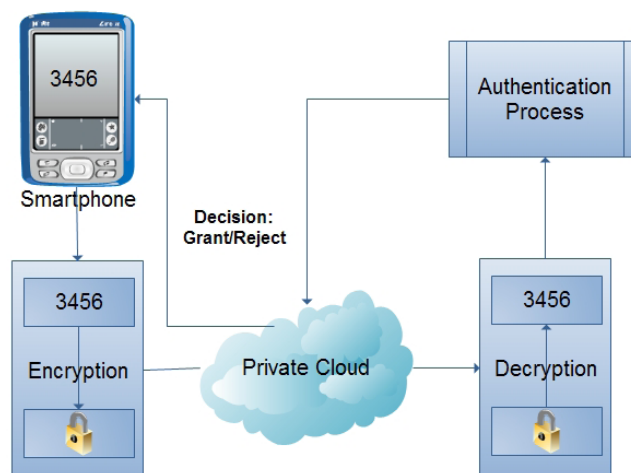 3456
Smartphone
Authentication
Process
Decision:
Grant/Reject
3456
Encryption
Private Cloud
3456
Decryption